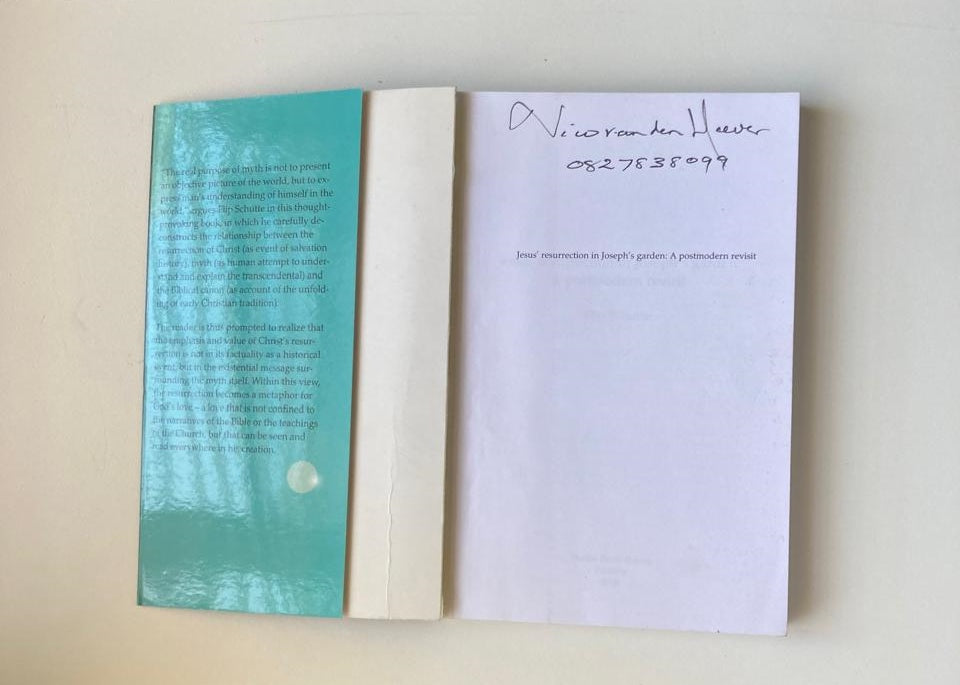 "The real purpose of myth is not to present
an objective picture of the world, but to ex-
press man's understanding of himself in the
world," argues Flip Schutte in this thought-
provoking book, in which he carefully de-
constructs the relationship between the
resurrection of Christ (as event of salvation
history), myth (as human attempt to under-
stand and explain the transcendental) and
the Biblical canon (as account of the unfold-
ing of early Christian tradition).
The reader is thus prompted to realize that
the emphasis and value of Christ's resur-
rection is not in its factuality as a historical
event, but in the existential message sur-
rounding the myth itself. Within this view,
the resurrection becomes a metaphor for
God's love – a love that is not confined to
the narratives of the Bible or the teachings
of the Church, but that can be seen and
read everywhere in his creation.
Nico van den Heever
0827838099
Jesus' resurrection in Joseph's garden: A postmodern revisit